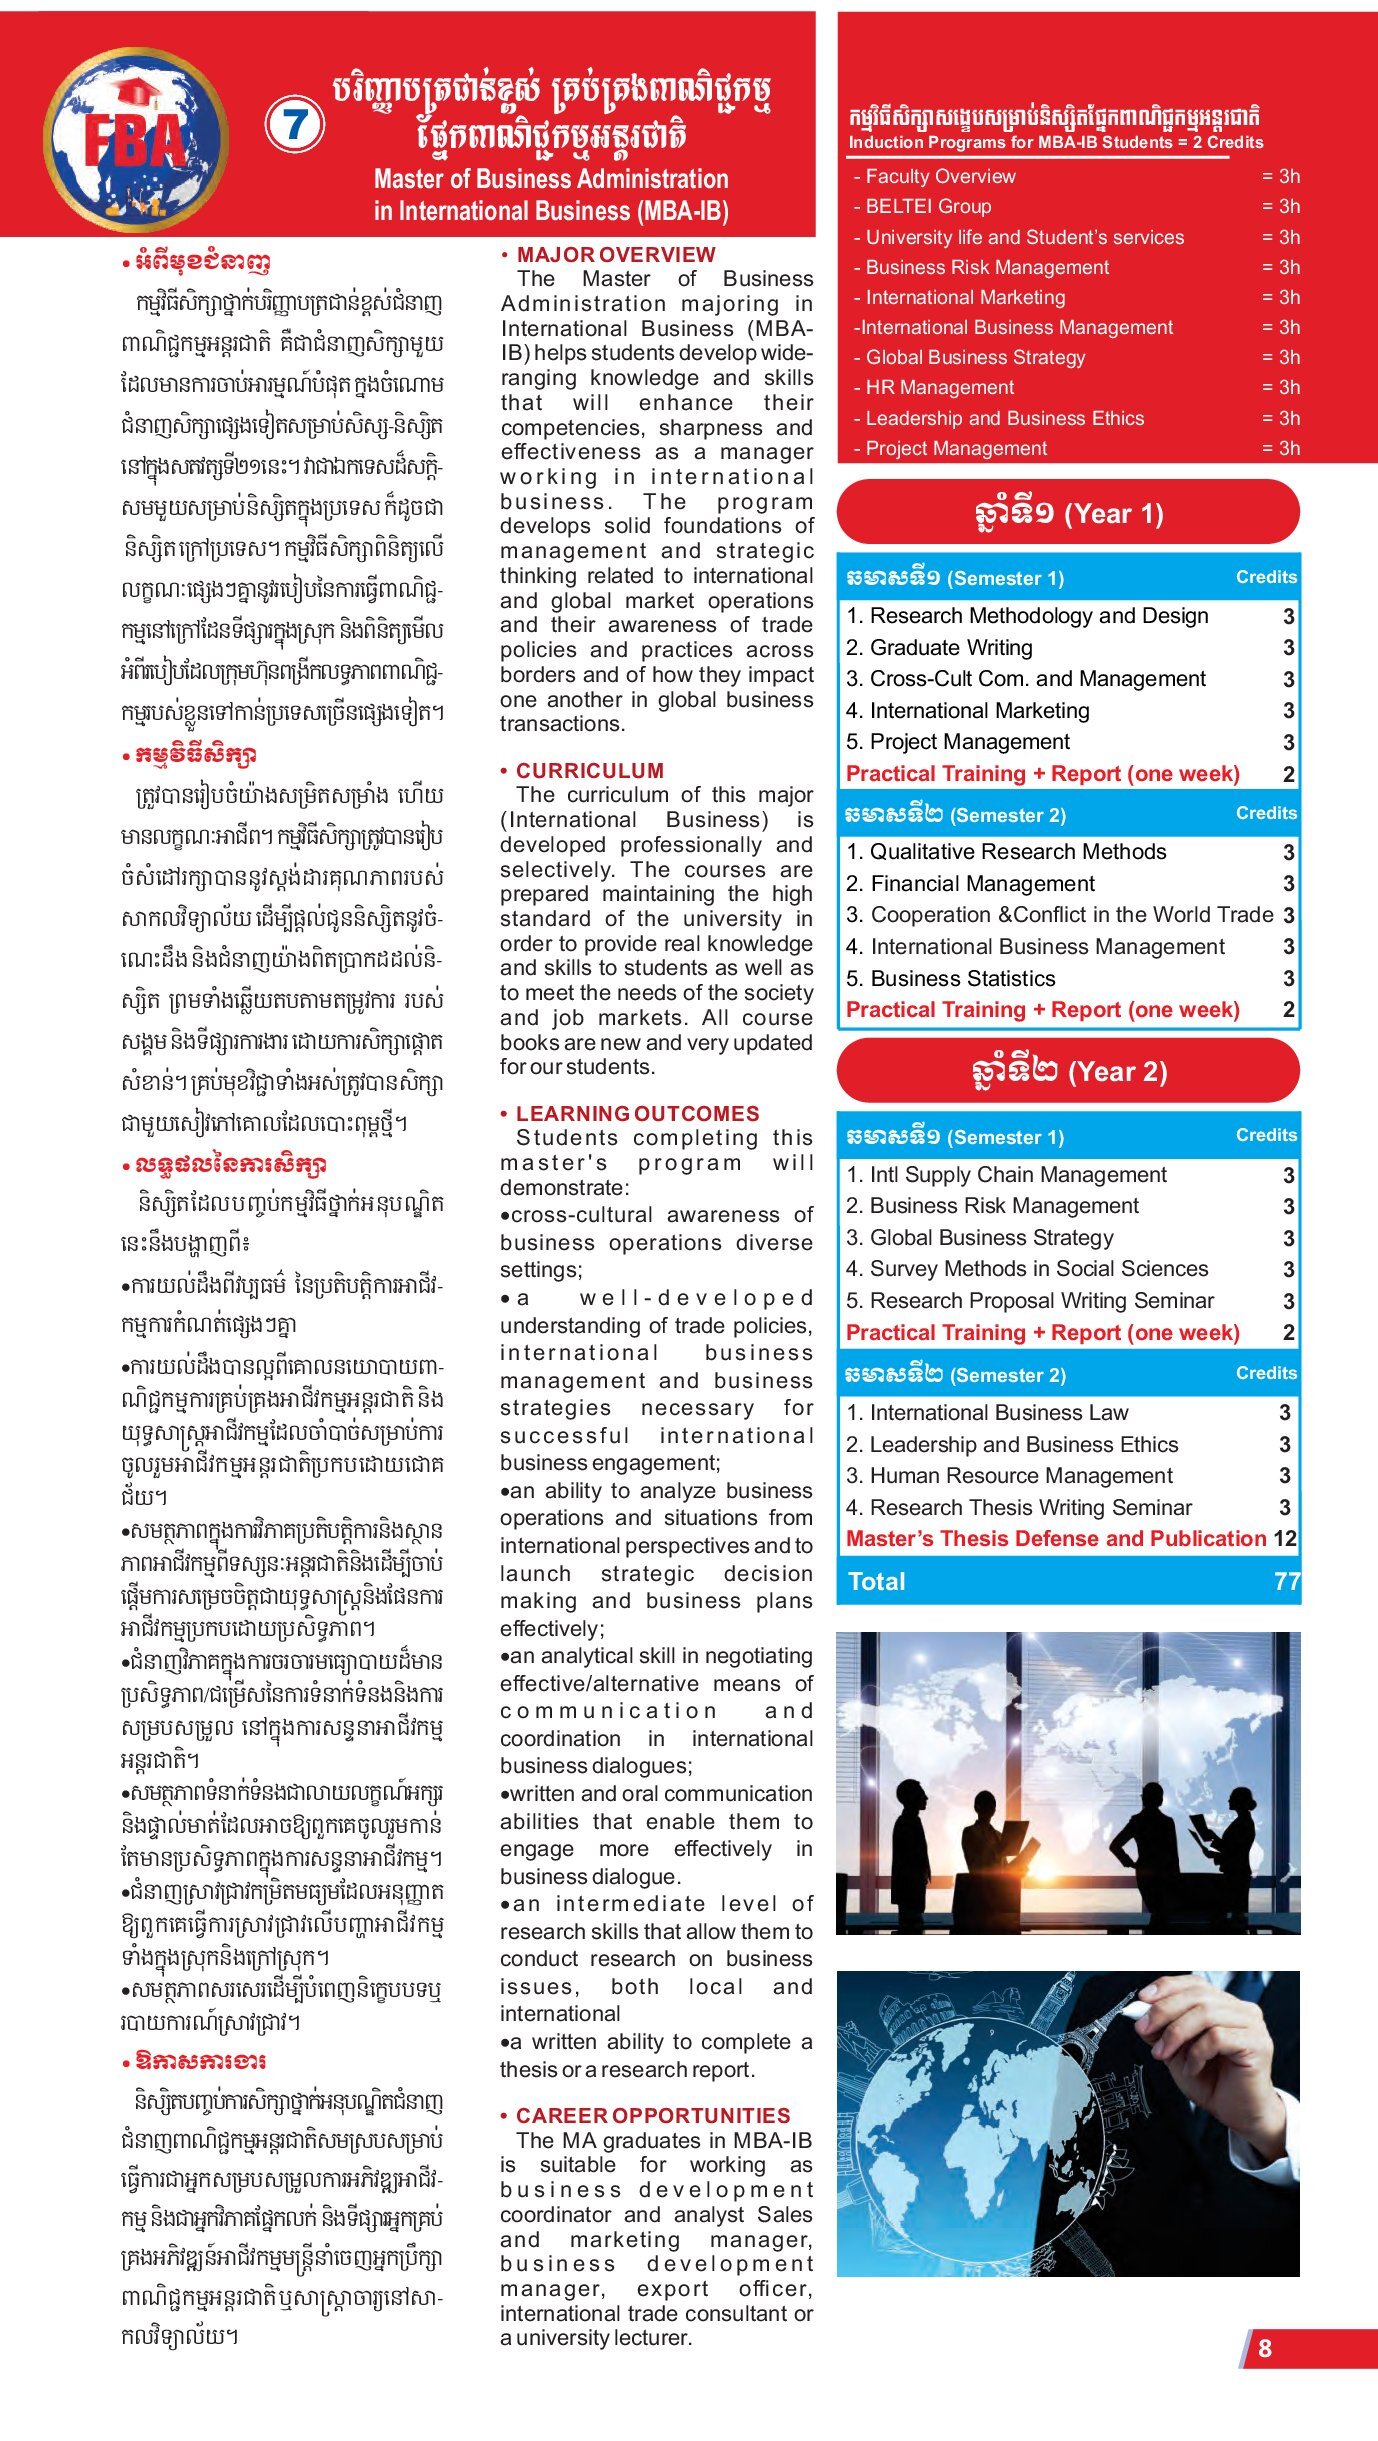 FBA
7
បរិញ្ញាបត្រជាន់ខ្ពស់ គ្រប់គ្រងពាណិជ្ជកម្ម
ផ្នែកពាណិជ្ជកម្មអន្តរជាតិ
Master of Business Administration
in International Business (MBA-IB)
• អំពីមុខជំនាញ
កម្មវិធីសិក្សាថ្នាក់បរិញ្ញាបត្រជាន់ខ្ពស់ជំនាញ
ពាណិជ្ជកម្មអន្តរជាតិ គឺជាជំនាញសិក្សាមួយ
ដែលមានការចាប់អារម្មណ៍បំផុត ក្នុងចំណោម
ជំនាញសិក្សាផ្សេងទៀតសម្រាប់សិស្ស-និស្សិត
នៅក្នុងសតវត្សទី២១នេះ។ វាជាឯកទេសដ៏សក្តិ-
សមមួយសម្រាប់និស្សិតក្នុងប្រទេស ក៏ដូចជា
និស្សិត ក្រៅប្រទេស។ កម្មវិធីសិក្សាពិនិត្យលើ
លក្ខណៈផ្សេងៗគ្នានូវរបៀបនៃការធ្វើពាណិជ្ជ-
កម្មនៅក្រៅដែនទីផ្សារក្នុងស្រុក និងពិនិត្យមើល
អំពីរបៀបដែលក្រុមហ៊ុនពង្រីកលទ្ធភាពពាណិជ្ជ-
កម្មរបស់ខ្លួនទៅកាន់ប្រទេសច្រើនផ្សេងទៀត។
• កម្មវិធីសិក្សា
ត្រូវបានរៀបចំយ៉ាងសម្រិតសម្រាំង ហើយ
មានលក្ខណៈអាជីព។ កម្មវិធីសិក្សាត្រូវបានរៀប
ចំសំដៅរក្សាបាននូវស្តង់ដារគុណភាពរបស់
សាកលវិទ្យាល័យ ដើម្បីផ្តល់ជូននិស្សិតនូវចំ-
ណេះដឹង និងជំនាញយ៉ាងពិតប្រាកដដល់និ-
ស្សិត ព្រមទាំងឆ្លើយតបតាមតម្រូវការ របស់
សង្គម និងទីផ្សារការងារ ដោយការសិក្សាផ្តោត
សំខាន់។ គ្រប់មុខវិជ្ជាទាំងអស់ត្រូវបានសិក្សា
ជាមួយសៀវភៅគោលដែលបោះពុម្ពថ្មី។
• លទ្ធផលនៃការសិក្សា
និស្សិតដែលបញ្ចប់កម្មវិធីថ្នាក់អនុបណ្ឌិត
នេះនឹងបង្ហាញពី៖
•ការយល់ដឹងពីវប្បធម៌ នៃប្រតិបត្តិការអាជីវ-
កម្មការកំណត់ផ្សេងៗគ្នា
•ការយល់ដឹងបានល្អពីគោលនយោបាយពា-
ណិជ្ជកម្មការគ្រប់គ្រងអាជីវកម្មអន្តរជាតិ និង
យុទ្ធសាស្ត្រអាជីវកម្មដែលចាំបាច់សម្រាប់ការ
ចូលរួមអាជីវកម្មអន្តរជាតិប្រកបដោយជោគ
ជ័យ។
•សមត្ថភាពក្នុងការវិភាគប្រតិបត្តិការនិងស្ថាន
ភាពអាជីវកម្មពីទស្សនៈអន្តរជាតិនិងដើម្បីចាប់
ផ្តើមការសម្រេចចិត្តជាយុទ្ធសាស្ត្រនិងផែនការ
អាជីវកម្មប្រកបដោយប្រសិទ្ធភាព។
•ជំនាញវិភាគក្នុងការចរចារមធ្យោបាយដ៏មាន
ប្រសិទ្ធភាព/ជម្រើសនៃការទំនាក់ទំនងនិងការ
សម្របសម្រួល នៅក្នុងការសន្ទនាអាជីវកម្ម
អន្តរជាតិ។
•សមត្ថភាពទំនាក់ទំនងជាលាយលក្ខណ៍អក្សរ
និងផ្ទាល់មាត់ដែលអាចឱ្យពួកគេចូលរួមកាន់
តែមានប្រសិទ្ធភាពក្នុងការសន្ទនាអាជីវកម្ម។
•ជំនាញស្រាវជ្រាវកម្រិតមធ្យមដែលអនុញ្ញាត
ឱ្យពួកគេធ្វើការស្រាវជ្រាវលើបញ្ហាអាជីវកម្ម
ទាំងក្នុងស្រុកនិងក្រៅស្រុក។
•សមត្ថភាពសរសេរដើម្បីបំពេញនិក្ខេបបទឬ
របាយការណ៍ស្រាវជ្រាវ។
• ឱកាសការងារ
និស្សិតបញ្ចប់ការសិក្សាថ្នាក់អនុបណ្ឌិតជំនាញ
ជំនាញពាណិជ្ជកម្មអន្តរជាតិសមស្របសម្រាប់
ធ្វើការជាអ្នកសម្របសម្រួលការអភិវឌ្ឍអាជីវ-
កម្ម និងជាអ្នកវិភាគផ្នែកលក់ និងទីផ្សារអ្នកគ្រប់
គ្រងអភិវឌ្ឍន៍អាជីវកម្មមន្ត្រីនាំចេញអ្នកប្រឹក្សា
ពាណិជ្ជកម្មអន្តរជាតិ ឬសាស្ត្រាចារ្យនៅសា-
កលវិទ្យាល័យ។
• MAJOR OVERVIEW
The Master of Business
Administration majoring in
International Business (MBA-
IB) helps students develop wide-
ranging knowledge and skills
that will enhance their
competencies, sharpness and
effectiveness as a manager
working in international
business. The program
develops solid foundations of
management and strategic
thinking related to international
and global market operations
and their awareness of trade
policies and practices across
borders and of how they impact
one another in global business
transactions.
• CURRICULUM
The curriculum of this major
(International Business) is
developed professionally and
selectively. The courses are
prepared maintaining the high
standard of the university in
order to provide real knowledge
and skills to students as well as
to meet the needs of the society
and job markets. All course
books are new and very updated
for our students.
• LEARNING OUTCOMES
Students completing this
master's program will
demonstrate:
•cross-cultural awareness of
business operations diverse
settings;
•a well-developed
understanding of trade policies,
international business
management and business
strategies necessary for
successful international
business engagement;
•an ability to analyze business
operations and situations from
international perspectives and to
launch strategic decision
making and business plans
effectively;
•an analytical skill in negotiating
effective/alternative means of
communication and
coordination in international
business dialogues;
•written and oral communication
abilities that enable them to
engage more effectively in
business dialogue.
•an intermediate level of
research skills that allow them to
conduct research on business
issues, both local and
international
•a written ability to complete a
thesis or a research report.
• CAREER OPPORTUNITIES
The MA graduates in MBA-IB
is suitable for working as
business development
coordinator and analyst Sales
and marketing manager,
business development
manager, export officer,
international trade consultant or
a university lecturer.
កម្មវិធីសិក្សាសង្ខេបសម្រាប់និស្សិតផ្នែកពាណិជ្ជកម្មអន្តរជាតិ
Induction Programs for MBA-IB Students = 2 Credits
- Faculty Overview = 3h
- BELTEI Group = 3h
- University life and Student's services = 3h
- Business Risk Management = 3h
- International Marketing = 3h
-International Business Management = 3h
- Global Business Strategy = 3h
- HR Management = 3h
- Leadership and Business Ethics = 3h
- Project Management = 3h
ឆ្នាំទី១ (Year 1)
ឆមាសទី១ (Semester 1) Credits
1. Research Methodology and Design 3
2. Graduate Writing 3
3. Cross-Cult Com. and Management 3
4. International Marketing 3
5. Project Management 3
Practical Training + Report (one week) 2
ឆមាសទី២ (Semester 2) Credits
1. Qualitative Research Methods 3
2. Financial Management 3
3. Cooperation &Conflict in the World Trade 3
4. International Business Management 3
5. Business Statistics 3
Practical Training + Report (one week) 2
ឆ្នាំទី២ (Year 2)
ឆមាសទី១ (Semester 1) Credits
1. Intl Supply Chain Management 3
2. Business Risk Management 3
3. Global Business Strategy 3
4. Survey Methods in Social Sciences 3
5. Research Proposal Writing Seminar 3
Practical Training + Report (one week) 2
ឆមាសទី២ (Semester 2) Credits
1. International Business Law 3
2. Leadership and Business Ethics 3
3. Human Resource Management 3
4. Research Thesis Writing Seminar 3
Master's Thesis Defense and Publication 12
Total 77
8